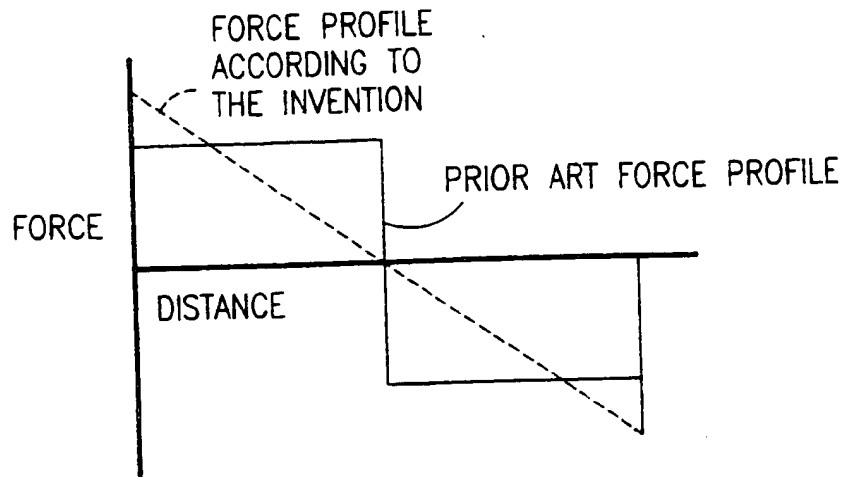 FORCE PROFILE
ACCORDING TO
THE INVENTION
PRIOR ART FORCE PROFILE
FORCE
DISTANCE